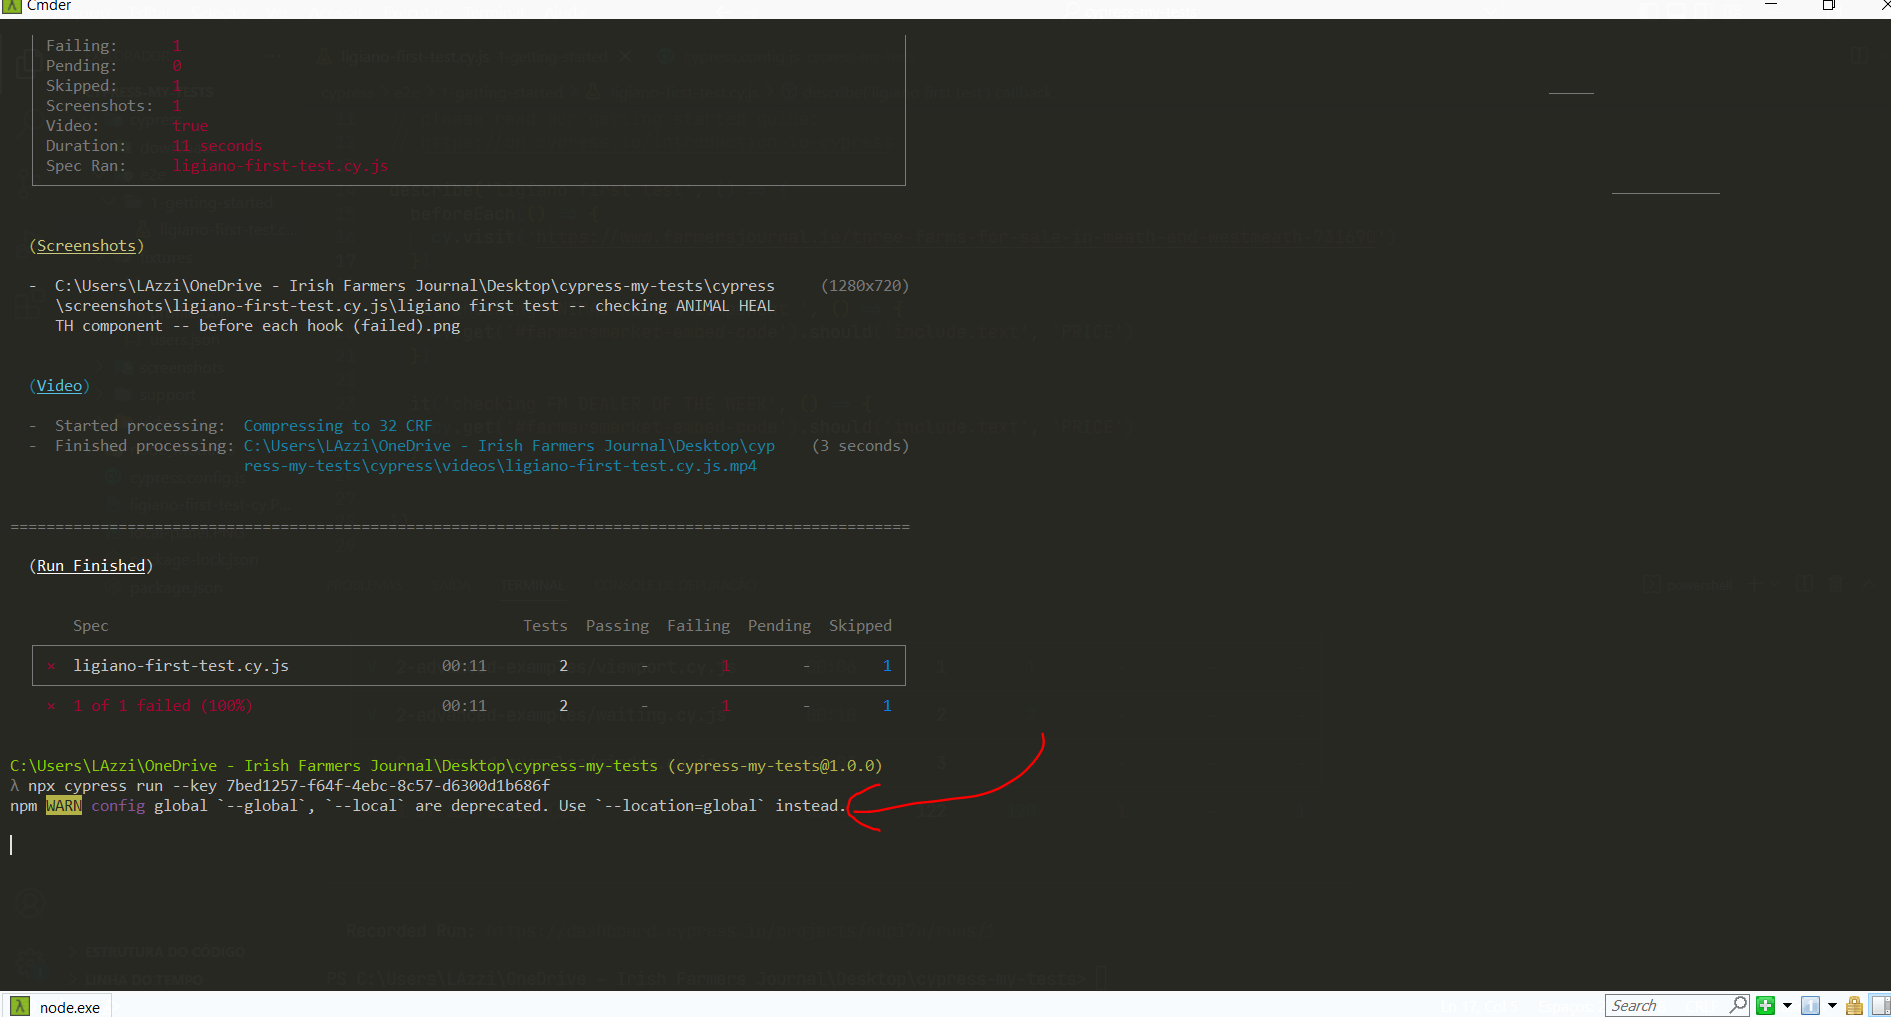 Cmder
Failing: 1
Pending: 0
Skipped: 1
Screenshots: 1
Video: true
Duration: 11 seconds
Spec Ran: ligiano-first-test.cy.js
(Screenshots)
- C:\Users\LAzzi\OneDrive - Irish Farmers Journal\Desktop\cypress-my-tests\cypress (1280x720)
\screenshots\ligiano-first-test.cy.js\ligiano first test -- checking ANIMAL HEAL
TH component -- before each hook (failed).png
(Video)
- Started processing: Compressing to 32 CRF
- Finished processing: C:\Users\LAzzi\OneDrive - Irish Farmers Journal\Desktop\cyp (3 seconds)
ress-my-tests\cypress\videos\ligiano-first-test.cy.js.mp4
====================================================================================================
(Run Finished)
Spec Tests Passing Failing Pending Skipped
× ligiano-first-test.cy.js 00:11 2 - 1 - 1
× 1 of 1 failed (100%) 00:11 2 - 1 - 1
C:\Users\LAzzi\OneDrive - Irish Farmers Journal\Desktop\cypress-my-tests (cypress-my-tests@1.0.0)
λ npx cypress run --key 7bed1257-f64f-4ebc-8c57-d6300d1b686f
npm WARN config global `--global`, `--local` are deprecated. Use `--location=global` instead.
λ node.exe
Search